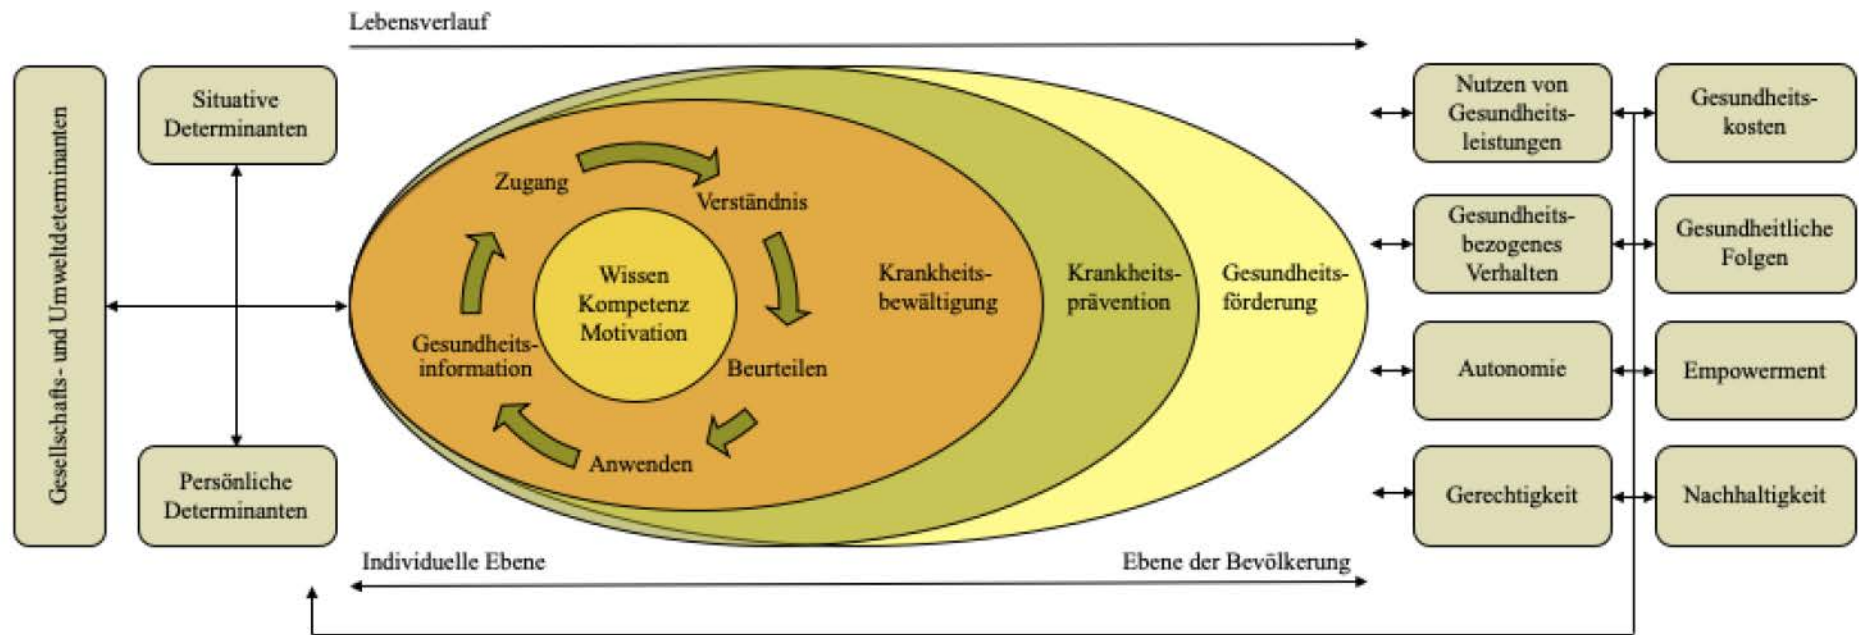 Lebensverlauf
Gesellschafts- und Umweltdeterminanten
Situative
Determinanten
Persönliche
Determinanten
Zugang
Verständnis
Wissen
Kompetenz
Motivation
Gesundheits-
information
Beurteilen
Anwenden
Krankheits-
bewältigung
Krankheits-
prävention
Gesundheits-
förderung
Individuelle Ebene
Ebene der Bevölkerung
Nutzen von
Gesundheits-
leistungen
Gesundheits-
kosten
Gesundheits-
bezogenes
Verhalten
Gesundheitliche
Folgen
Autonomie
Empowerment
Gerechtigkeit
Nachhaltigkeit